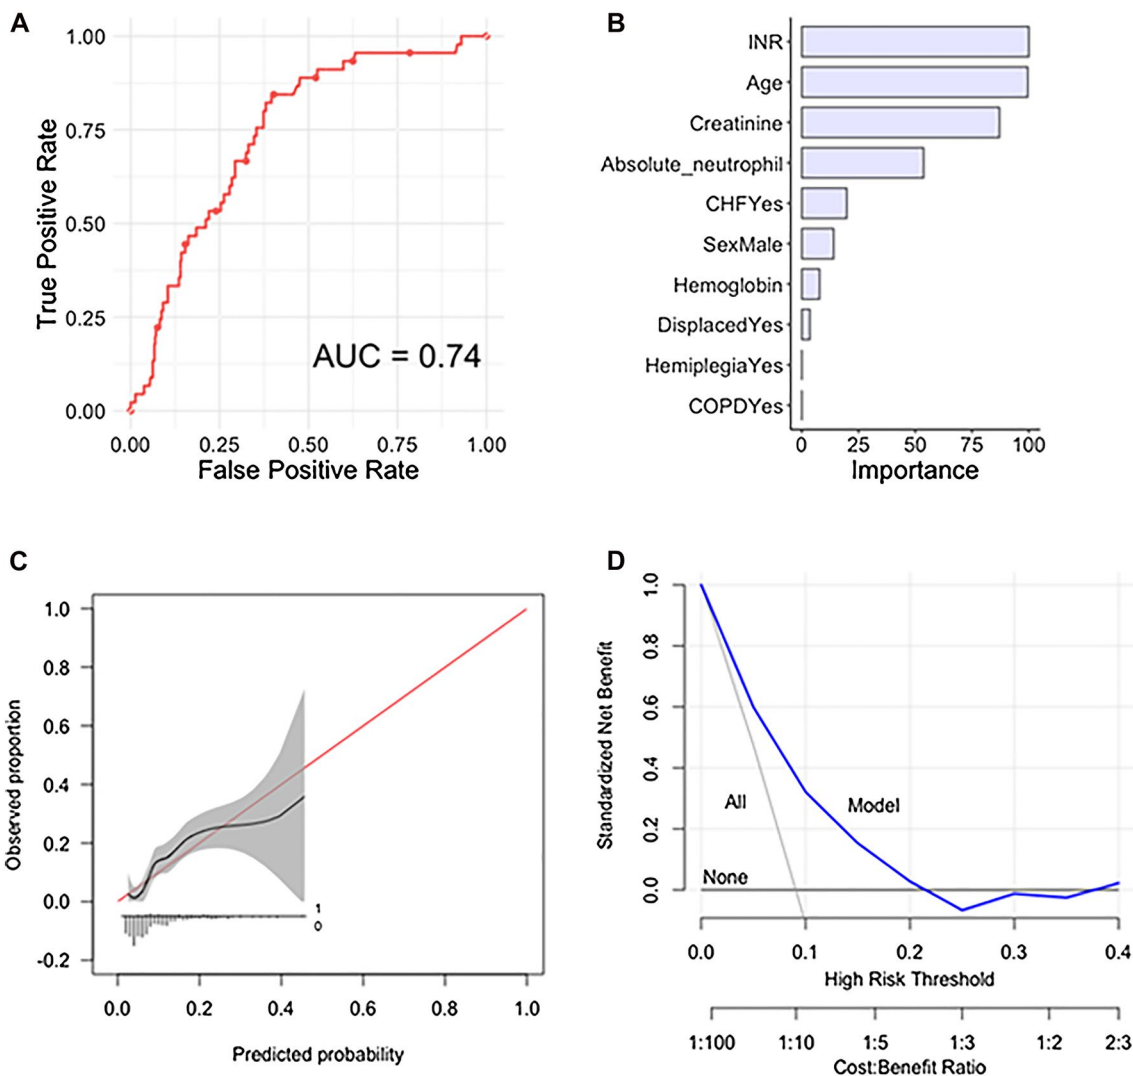 A
1.00
0.75
0.50
0.25
0.00
True Positive Rate
AUC = 0.74
0.00 0.25 0.50 0.75 1.00
False Positive Rate
B
INR
Age
Creatinine
Absolute_neutrophil
CHFYes
SexMale
Hemoglobin
DisplacedYes
HemiplegiaYes
COPDYes
0 25 50 75 100
Importance
C
1.0
0.8
0.6
0.4
0.2
0.0
-0.2
Observed proportion
1
0
0.0 0.2 0.4 0.6 0.8 1.0
Predicted probability
D
1.0
0.8
0.6
0.4
0.2
0.0
Standardized Net Benefit
All
Model
None
0.0 0.1 0.2 0.3 0.4
High Risk Threshold
1:100 1:10 1:5 1:3 1:2 2:3
Cost:Benefit Ratio